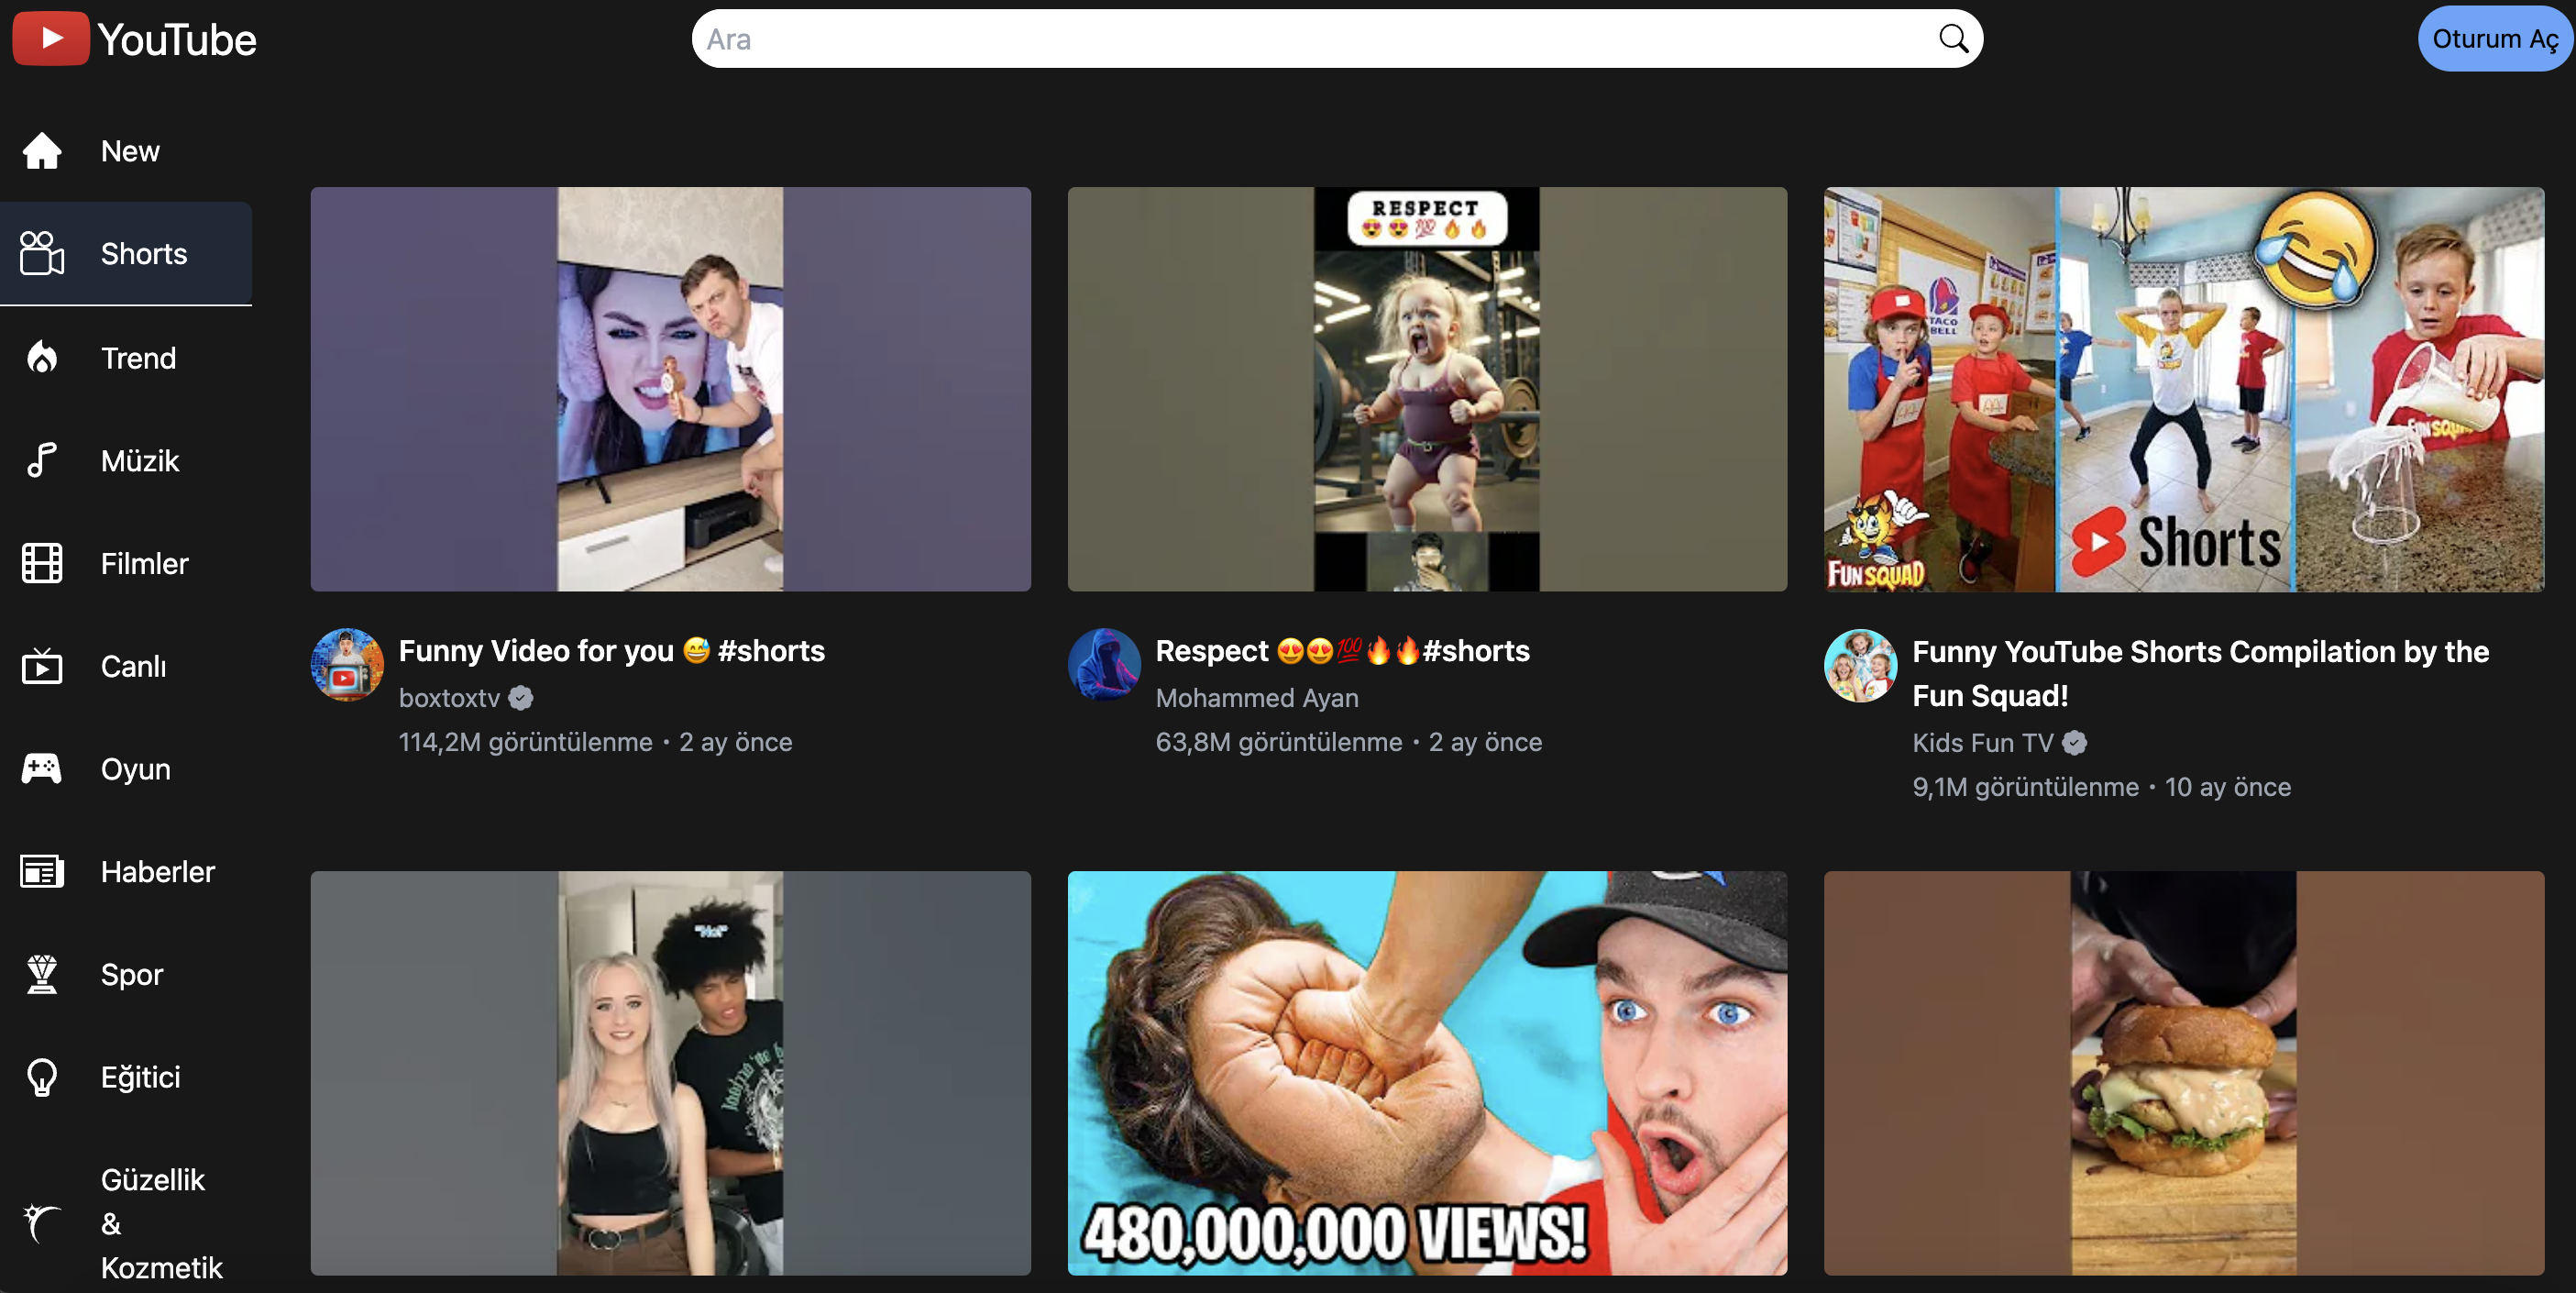 YouTube
Ara
Oturum Aç
New
Shorts
Trend
Müzik
Filmler
Canlı
Oyun
Haberler
Spor
Eğitici
Güzellik
&
Kozmetik
RESPECT
TACO
BELL
FUN SQUAD
Shorts
FUN SQUAD
Funny Video for you 😅 #shorts
boxtoxtv
114,2M görüntülenme • 2 ay önce
Respect 😍😍💯🔥🔥#shorts
Mohammed Ayan
63,8M görüntülenme • 2 ay önce
Funny YouTube Shorts Compilation by the
Fun Squad!
Kids Fun TV
9,1M görüntülenme • 10 ay önce
"No!"
480,000,000 VIEWS!